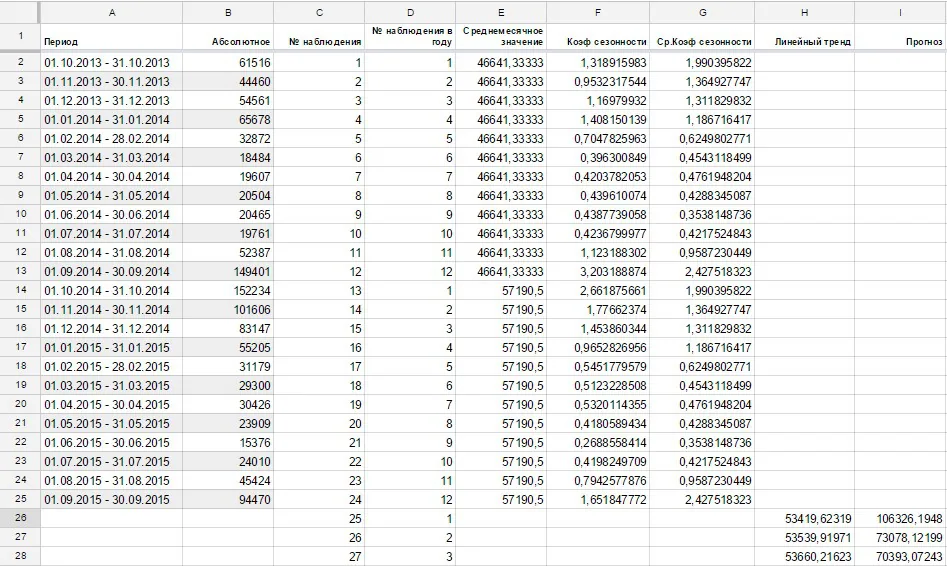 A B C D E F G H I
1 Период Абсолютное № наблюдения № наблюдения в году Среднемесячное значение Коэф сезонности Ср.Коэф сезонности Линейный тренд Прогноз
2 01.10.2013 - 31.10.2013 61516 1 1 46641,33333 1,318915983 1,990395822
3 01.11.2013 - 30.11.2013 44460 2 2 46641,33333 0,9532317544 1,364927747
4 01.12.2013 - 31.12.2013 54561 3 3 46641,33333 1,16979932 1,311829832
5 01.01.2014 - 31.01.2014 65678 4 4 46641,33333 1,408150139 1,186716417
6 01.02.2014 - 28.02.2014 32872 5 5 46641,33333 0,7047825963 0,6249802771
7 01.03.2014 - 31.03.2014 18484 6 6 46641,33333 0,396300849 0,4543118499
8 01.04.2014 - 30.04.2014 19607 7 7 46641,33333 0,4203782053 0,4761948204
9 01.05.2014 - 31.05.2014 20504 8 8 46641,33333 0,439610074 0,4288345087
10 01.06.2014 - 30.06.2014 20465 9 9 46641,33333 0,4387739058 0,3538148736
11 01.07.2014 - 31.07.2014 19761 10 10 46641,33333 0,4236799977 0,4217524843
12 01.08.2014 - 31.08.2014 52387 11 11 46641,33333 1,123188302 0,9587230449
13 01.09.2014 - 30.09.2014 149401 12 12 46641,33333 3,203188874 2,427518323
14 01.10.2014 - 31.10.2014 152234 13 1 57190,5 2,661875661 1,990395822
15 01.11.2014 - 30.11.2014 101606 14 2 57190,5 1,77662374 1,364927747
16 01.12.2014 - 31.12.2014 83147 15 3 57190,5 1,453860344 1,311829832
17 01.01.2015 - 31.01.2015 55205 16 4 57190,5 0,9652826956 1,186716417
18 01.02.2015 - 28.02.2015 31179 17 5 57190,5 0,5451779579 0,6249802771
19 01.03.2015 - 31.03.2015 29300 18 6 57190,5 0,5123228508 0,4543118499
20 01.04.2015 - 30.04.2015 30426 19 7 57190,5 0,5320114355 0,4761948204
21 01.05.2015 - 31.05.2015 23909 20 8 57190,5 0,4180589434 0,4288345087
22 01.06.2015 - 30.06.2015 15376 21 9 57190,5 0,2688558414 0,3538148736
23 01.07.2015 - 31.07.2015 24010 22 10 57190,5 0,4198249709 0,4217524843
24 01.08.2015 - 31.08.2015 45424 23 11 57190,5 0,7942577876 0,9587230449
25 01.09.2015 - 30.09.2015 94470 24 12 57190,5 1,651847772 2,427518323
26 25 1 53419,62319 106326,1948
27 26 2 53539,91971 73078,12199
28 27 3 53660,21623 70393,07243